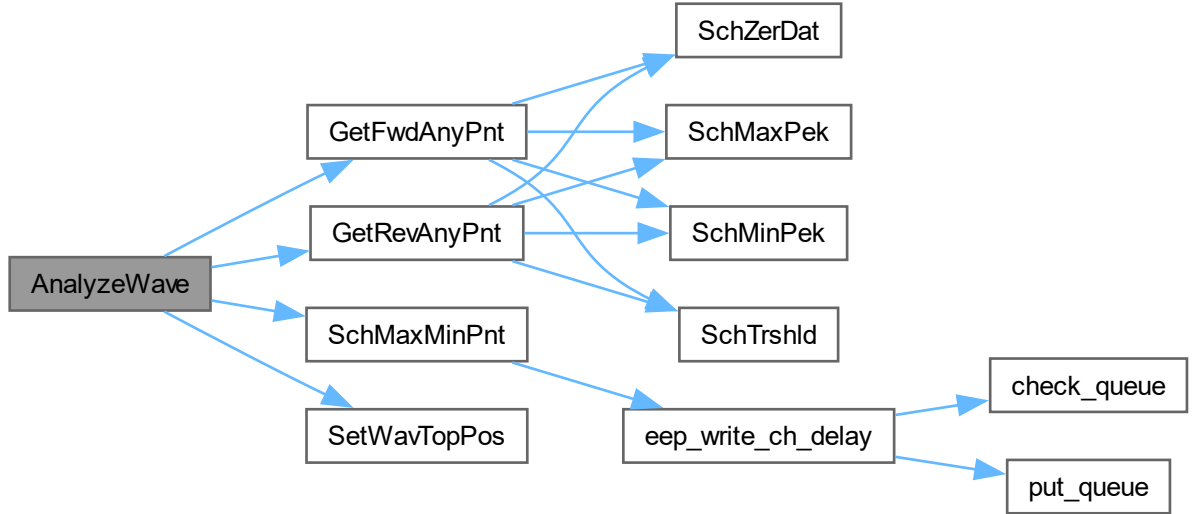 SchZerDat
GetFwdAnyPnt
SchMaxPek
GetRevAnyPnt
SchMinPek
AnalyzeWave
SchMaxMinPnt
SchTrshld
check_queue
SetWavTopPos
eep_write_ch_delay
put_queue